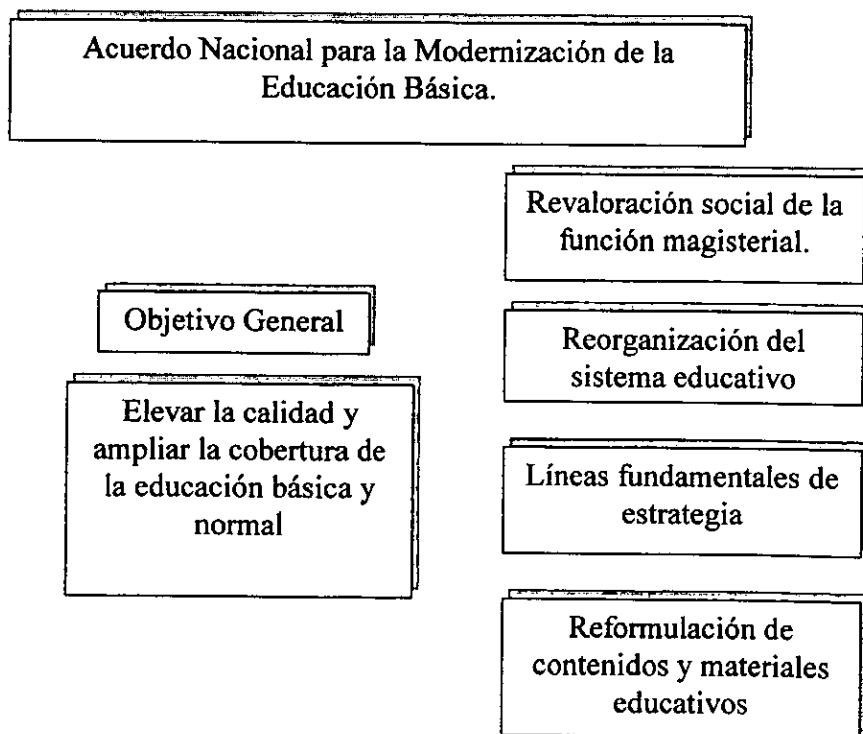 Acuerdo Nacional para la Modernización de la
Educación Básica.
Objetivo General
Elevar la calidad y
ampliar la cobertura de
la educación básica y
normal
Revaloración social de la
función magisterial.
Reorganización del
sistema educativo
Líneas fundamentales de
estrategia
Reformulación de
contenidos y materiales
educativos